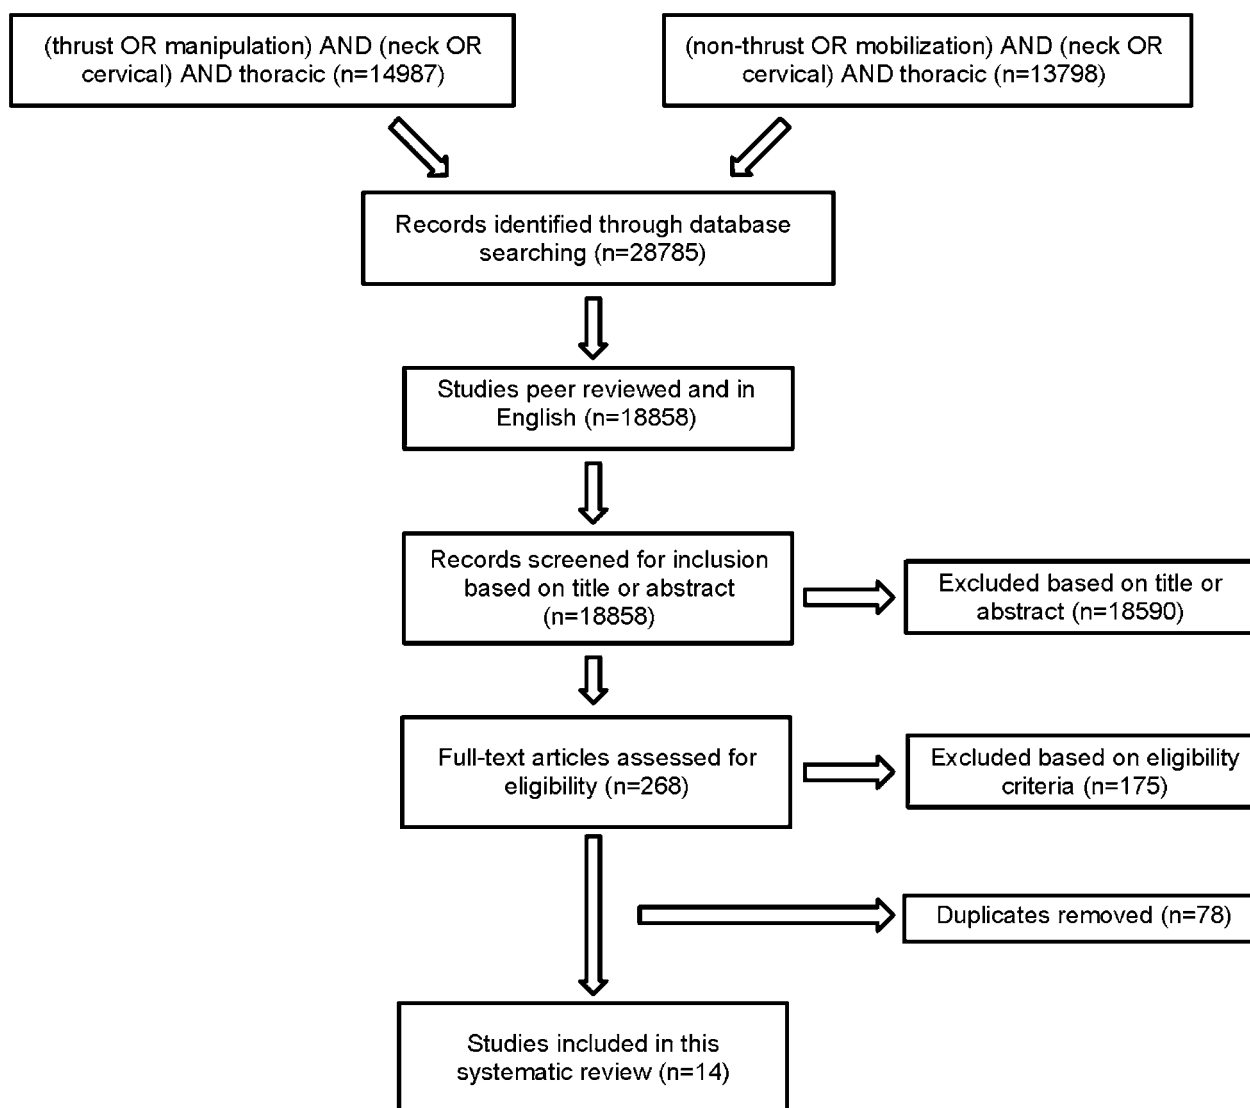 (thrust OR manipulation) AND (neck OR
cervical) AND thoracic (n=14987)
(non-thrust OR mobilization) AND (neck OR
cervical) AND thoracic (n=13798)
Records identified through database
searching (n=28785)
Studies peer reviewed and in
English (n=18858)
Records screened for inclusion
based on title or abstract
(n=18858)
Excluded based on title or
abstract (n=18590)
Full-text articles assessed for
eligibility (n=268)
Excluded based on eligibility
criteria (n=175)
Duplicates removed (n=78)
Studies included in this
systematic review (n=14)